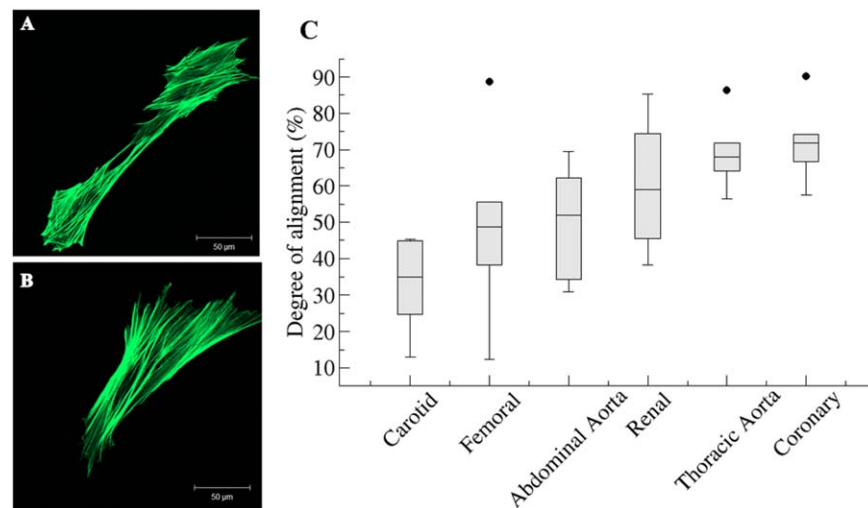 A
50 µm
B
50 µm
C
Degree of alignment (%)
90
80
70
60
50
40
30
20
10
Carotid
Femoral
Abdominal Aorta
Renal
Thoracic Aorta
Coronary